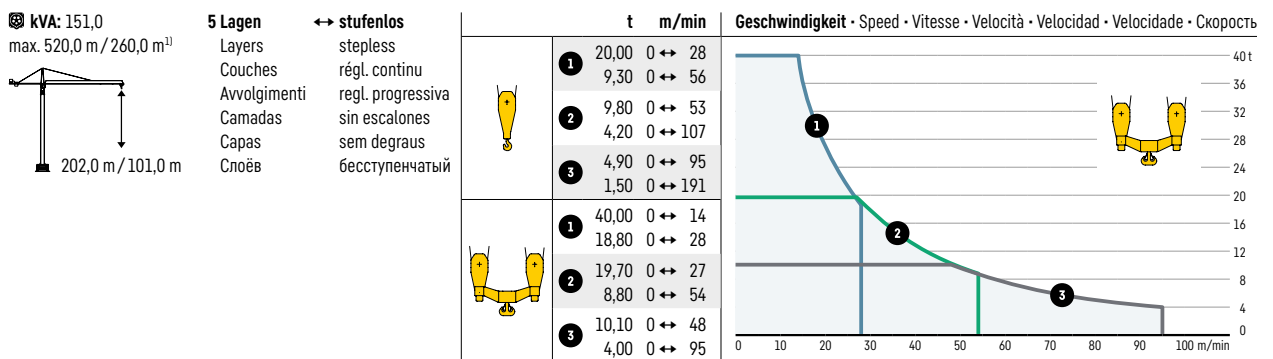 kVA: 151,0
max. 520,0 m / 260,0 m¹⁾
202,0 m / 101,0 m
5 Lagen ↔ stufenlos
Layers stepless
Couches régl. continu
Avvolgimenti regl. progressiva
Camadas sin escalones
Capas sem degraus
Слоёв бесступенчатый
t m/min
1 20,00 0 ↔ 28
9,30 0 ↔ 56
2 9,80 0 ↔ 53
4,20 0 ↔ 107
3 4,90 0 ↔ 95
1,50 0 ↔ 191
1 40,00 0 ↔ 14
18,80 0 ↔ 28
2 19,70 0 ↔ 27
8,80 0 ↔ 54
3 10,10 0 ↔ 48
4,00 0 ↔ 95
Geschwindigkeit · Speed · Vitesse · Velocità · Velocidad · Velocidade · Скорость
40 t
36
32
28
24
20
16
12
8
4
0
1
2
3
0 10 20 30 40 50 60 70 80 90 100 m/min